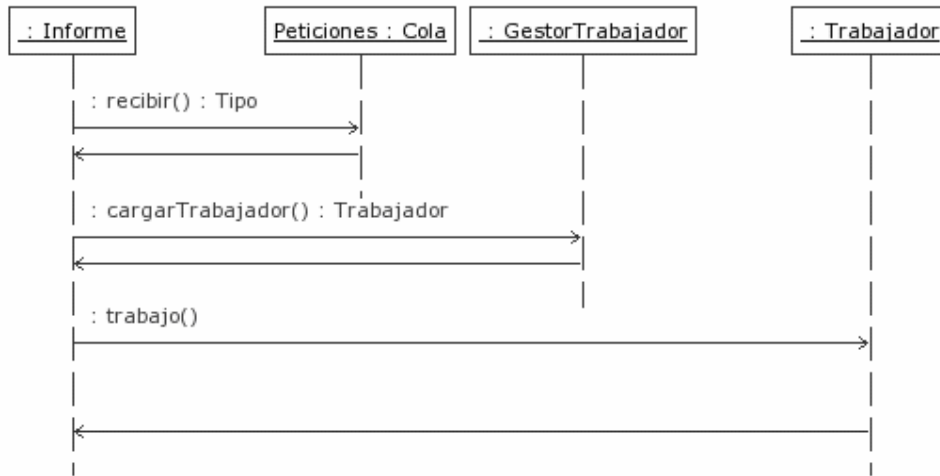 : Informe
Peticiones : Cola
: GestorTrabajador
: Trabajador
: recibir() : Tipo
: cargarTrabajador() : Trabajador
: trabajo()